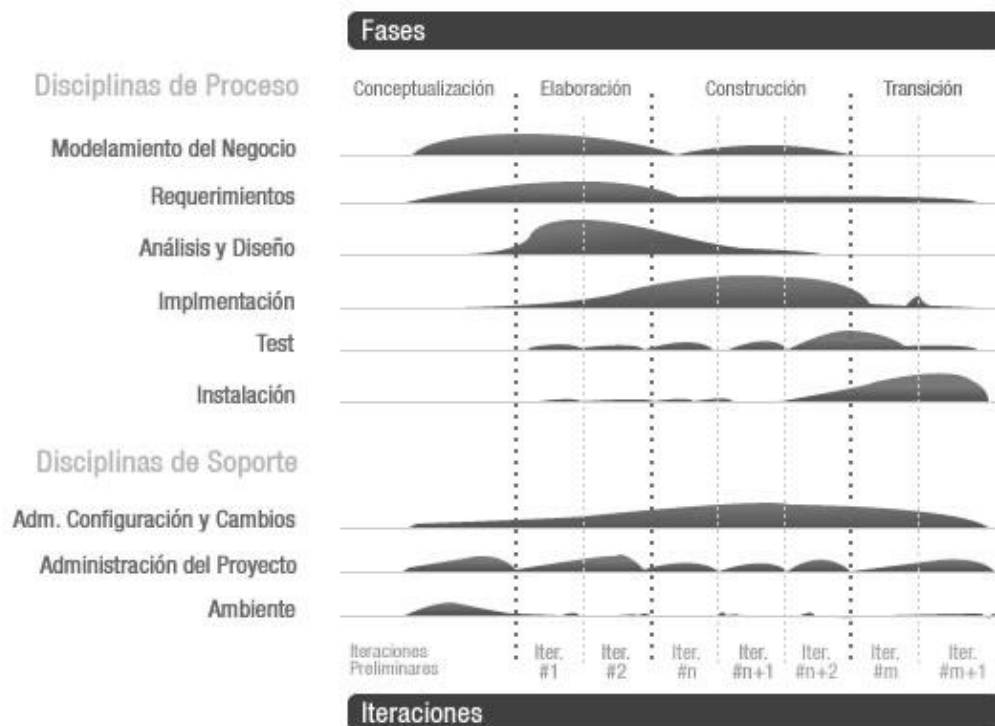 Fases
Disciplinas de Proceso
Conceptualización Elaboración Construcción Transición
Modelamiento del Negocio
Requerimientos
Análisis y Diseño
Implmentación
Test
Instalación
Disciplinas de Soporte
Adm. Configuración y Cambios
Administración del Proyecto
Ambiente
Iteraciones Iter. Iter. Iter. Iter. Iter. Iter. Iter.
Preliminares #1 #2 #n #n+1 #n+2 #m #m+1
Iteraciones